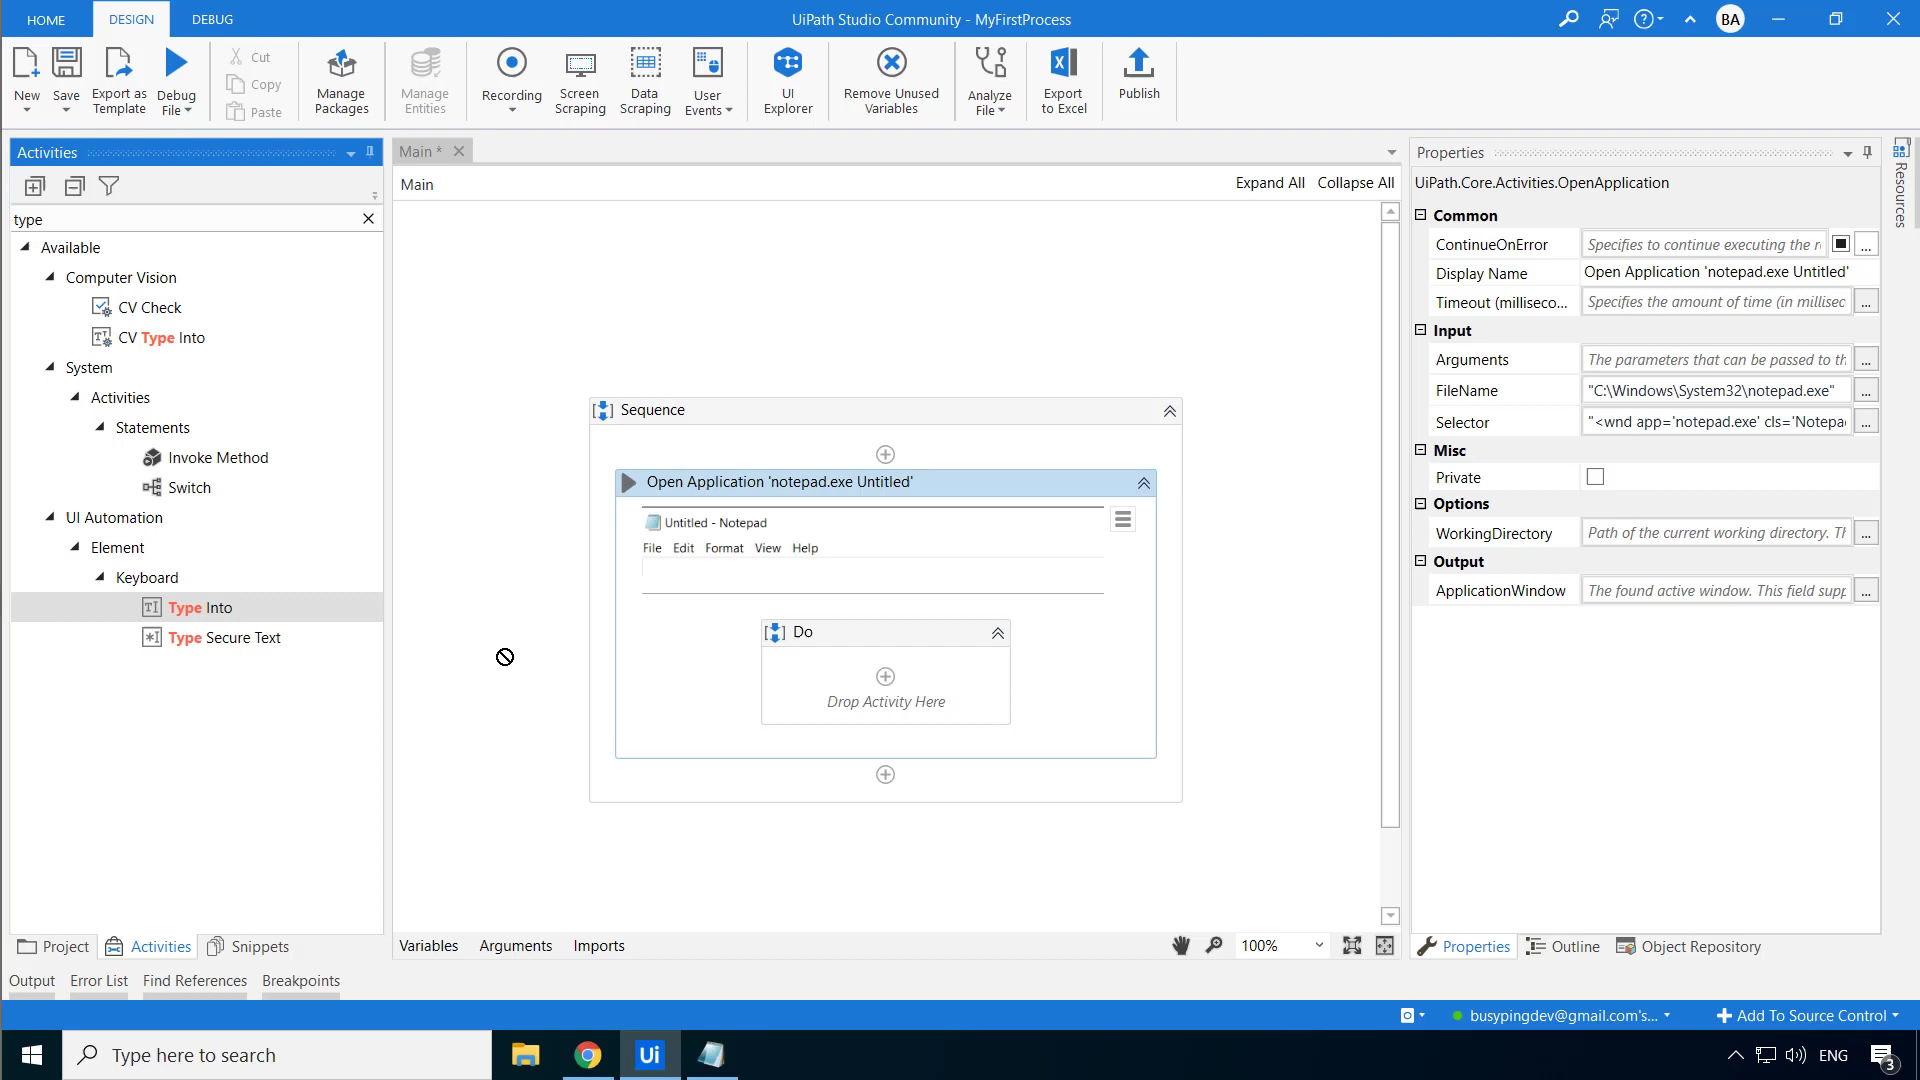 HOME DESIGN DEBUG UiPath Studio Community - MyFirstProcess BA
New Save Export as Template Debug File Cut Copy Paste Manage Packages Manage Entities Recording Screen Scraping Data Scraping User Events UI Explorer Remove Unused Variables Analyze File Export to Excel Publish
Activities
type
Available
Computer Vision
CV Check
CV Type Into
System
Activities
Statements
Invoke Method
Switch
UI Automation
Element
Keyboard
Type Into
Type Secure Text
Project Activities Snippets
Main *
Main Expand All Collapse All
Sequence
Open Application 'notepad.exe Untitled'
Untitled - Notepad
File Edit Format View Help
Do
Drop Activity Here
Variables Arguments Imports 100%
Properties
UiPath.Core.Activities.OpenApplication
Common
ContinueOnError Specifies to continue executing the r ...
Display Name Open Application 'notepad.exe Untitled'
Timeout (milliseco... Specifies the amount of time (in millisec ...
Input
Arguments The parameters that can be passed to th ...
FileName "C:\Windows\System32\notepad.exe" ...
Selector "<wnd app='notepad.exe' cls='Notepa ...
Misc
Private
Options
WorkingDirectory Path of the current working directory. Th ...
Output
ApplicationWindow The found active window. This field supp ...
Properties Outline Object Repository
Resources
Output Error List Find References Breakpoints
busypingdev@gmail.com's... Add To Source Control
Type here to search Ui ENG 3